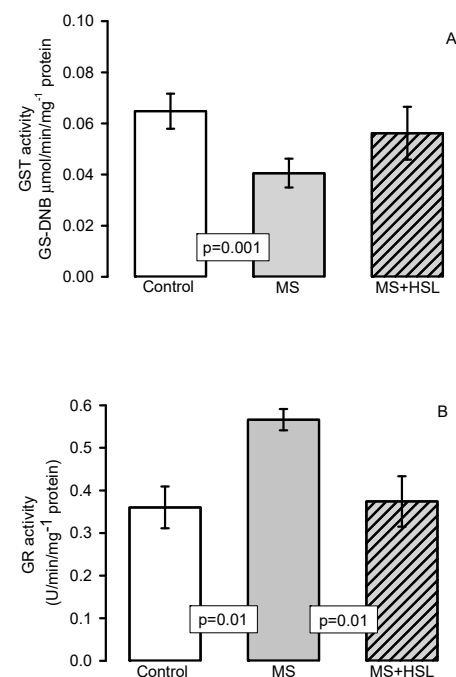 A
GST activity
GS-DNB μmol/min/mg⁻¹ protein
0.10
0.08
0.06
0.04
0.02
0.00
p=0.001
Control MS MS+HSL
B
GR activity
(U/min/mg⁻¹ protein)
0.6
0.5
0.4
0.3
0.2
0.1
0.0
p=0.01 p=0.01
Control MS MS+HSL